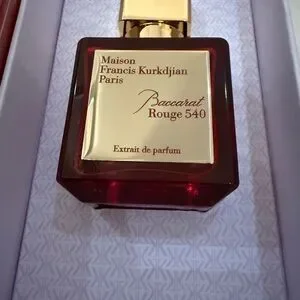 Maison
Francis Kurkdjian
Paris
Baccarat
Rouge 540
Extrait de parfum